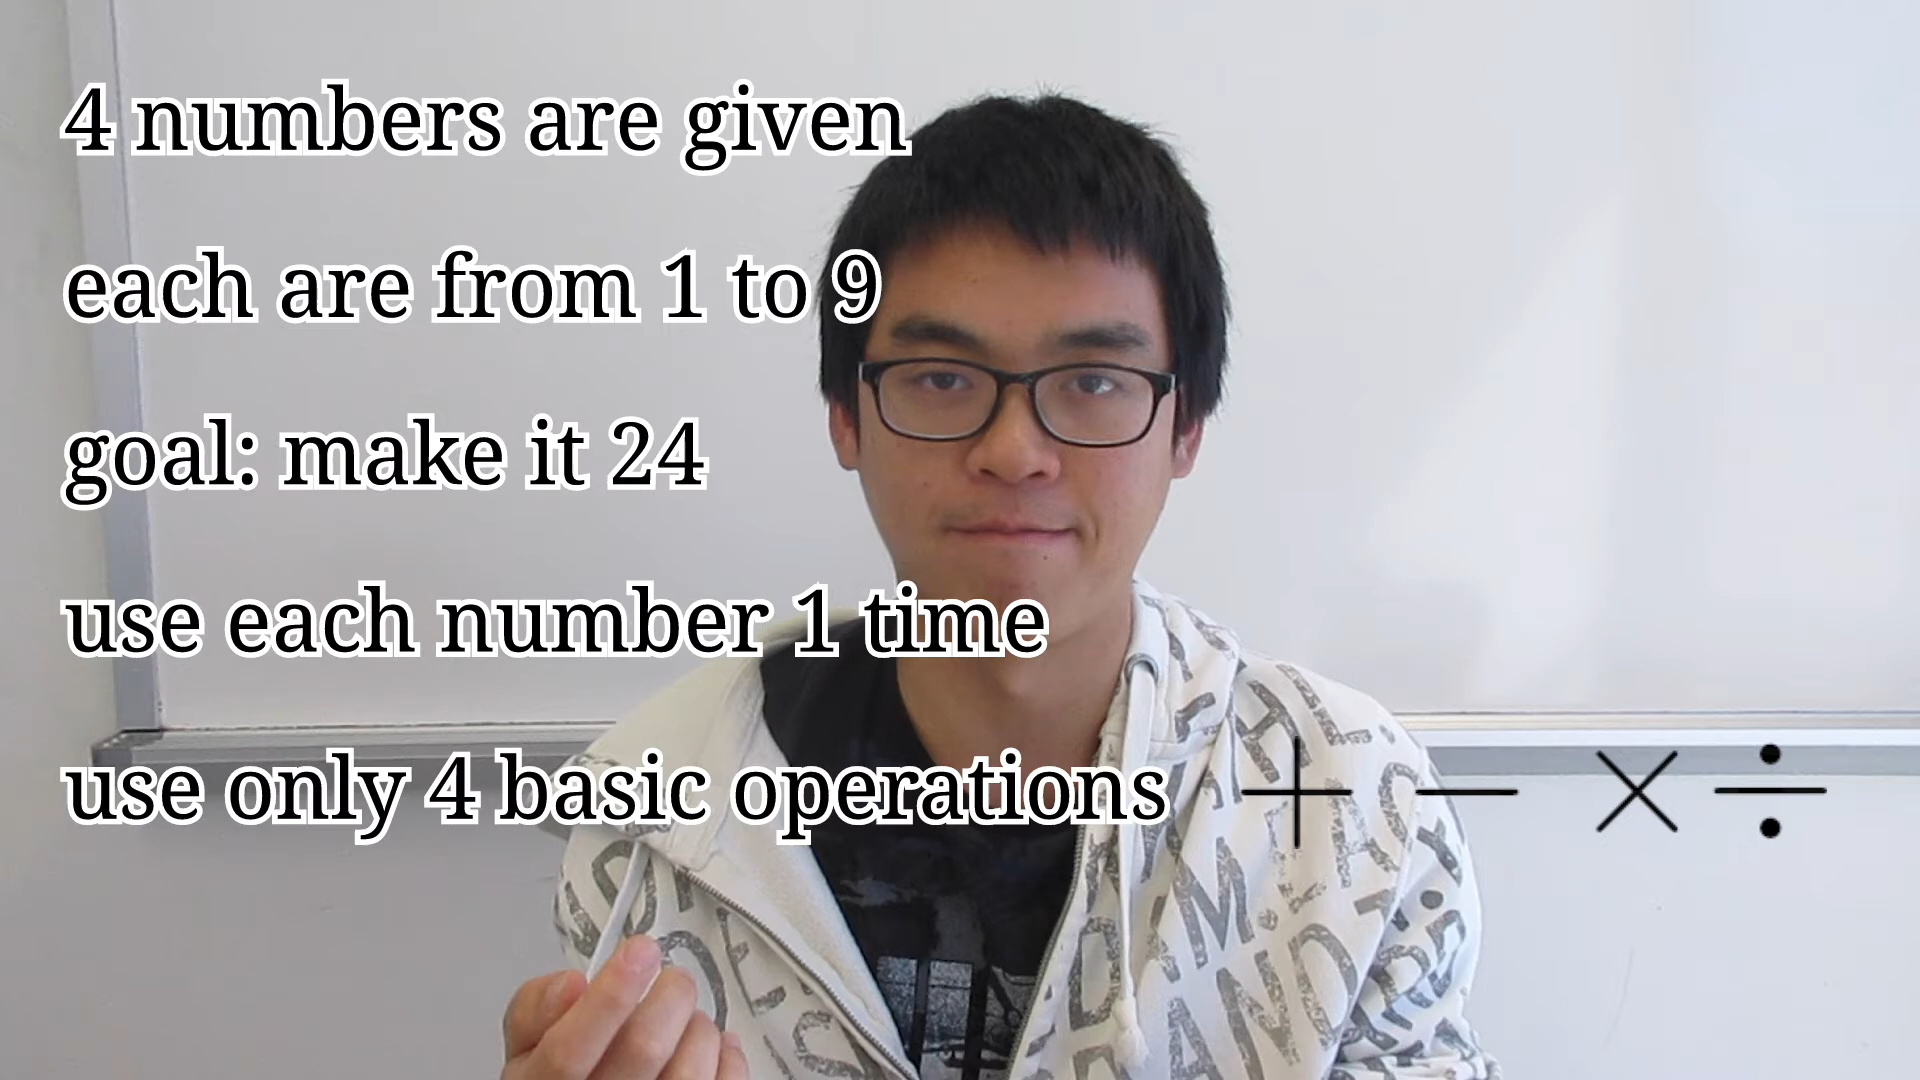 4 numbers are given
each are from 1 to 9
goal: make it 24
use each number 1 time
use only 4 basic operations + − × ÷